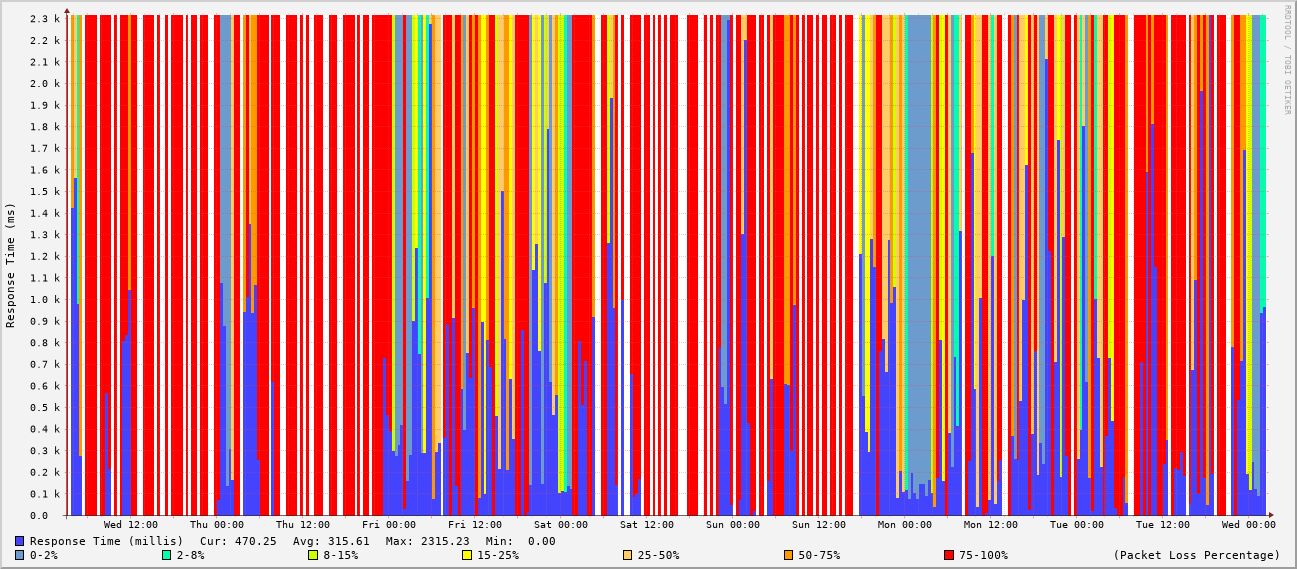 2.3 k
2.2 k
2.1 k
2.0 k
1.9 k
1.8 k
1.7 k
1.6 k
1.5 k
1.4 k
1.3 k
1.2 k
1.1 k
1.0 k
0.9 k
0.8 k
0.7 k
0.6 k
0.5 k
0.4 k
0.3 k
0.2 k
0.1 k
0.0
Response Time (ms)
RRDTOOL / TOBI OETIKER
Wed 12:00 Thu 00:00 Thu 12:00 Fri 00:00 Fri 12:00 Sat 00:00 Sat 12:00 Sun 00:00 Sun 12:00 Mon 00:00 Mon 12:00 Tue 00:00 Tue 12:00 Wed 00:00
Response Time (millis) Cur: 470.25 Avg: 315.61 Max: 2315.23 Min: 0.00
0-2% 2-8% 8-15% 15-25% 25-50% 50-75% 75-100% (Packet Loss Percentage)